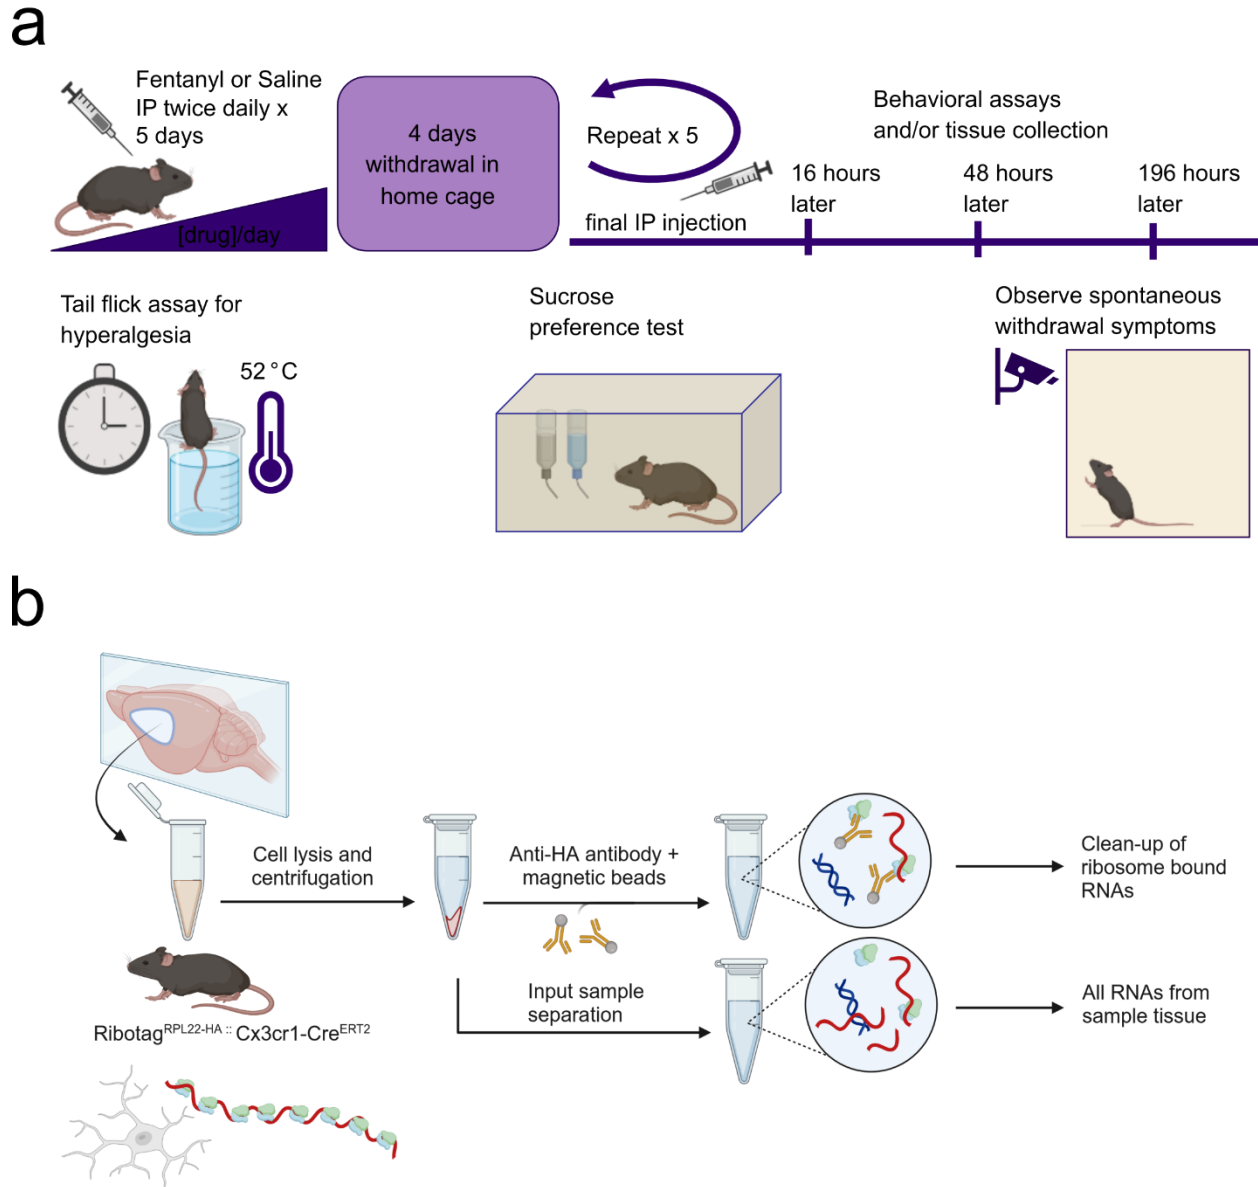 a
Fentanyl or Saline
IP twice daily x
5 days
[drug]/day
4 days
withdrawal in
home cage
Repeat x 5
final IP injection
Behavioral assays
and/or tissue collection
16 hours
later
48 hours
later
196 hours
later
Tail flick assay for
hyperalgesia
52 °C
Sucrose
preference test
Observe spontaneous
withdrawal symptoms
b
Cell lysis and
centrifugation
Anti-HA antibody +
magnetic beads
Clean-up of
ribosome bound
RNAs
Input sample
separation
All RNAs from
sample tissue
Ribotag^RPL22-HA :: Cx3cr1-Cre^ERT2